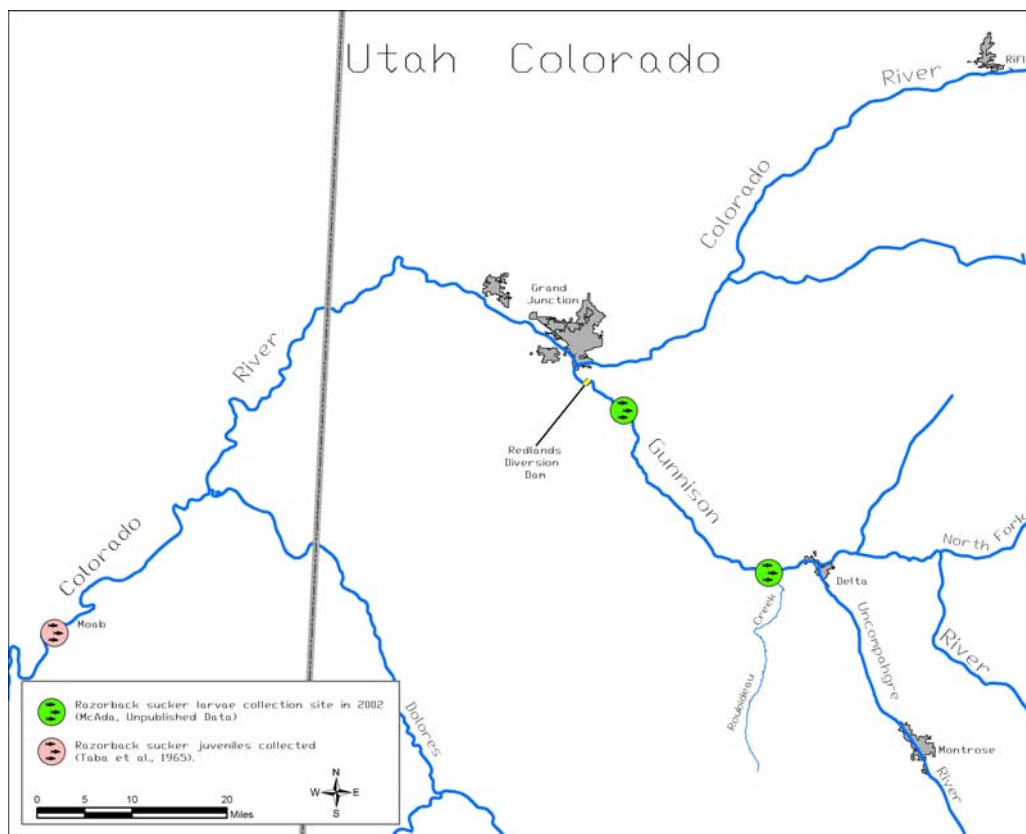 Utah Colorado
River
Rifl
Colorado
Grand
Junction
River
Redlands
Diversion
Dam
Gunnison
North Fork
Colorado
Delta
Creek
Moab
Uncompahgre
River
Roubideau
Dolores
Montrose
River
Razorback sucker larvae collection site in 2002
(McAda, Unpublished Data)
Razorback sucker juveniles collected
(Taba et al., 1965).
N
W E
S
0 5 10 20
Miles